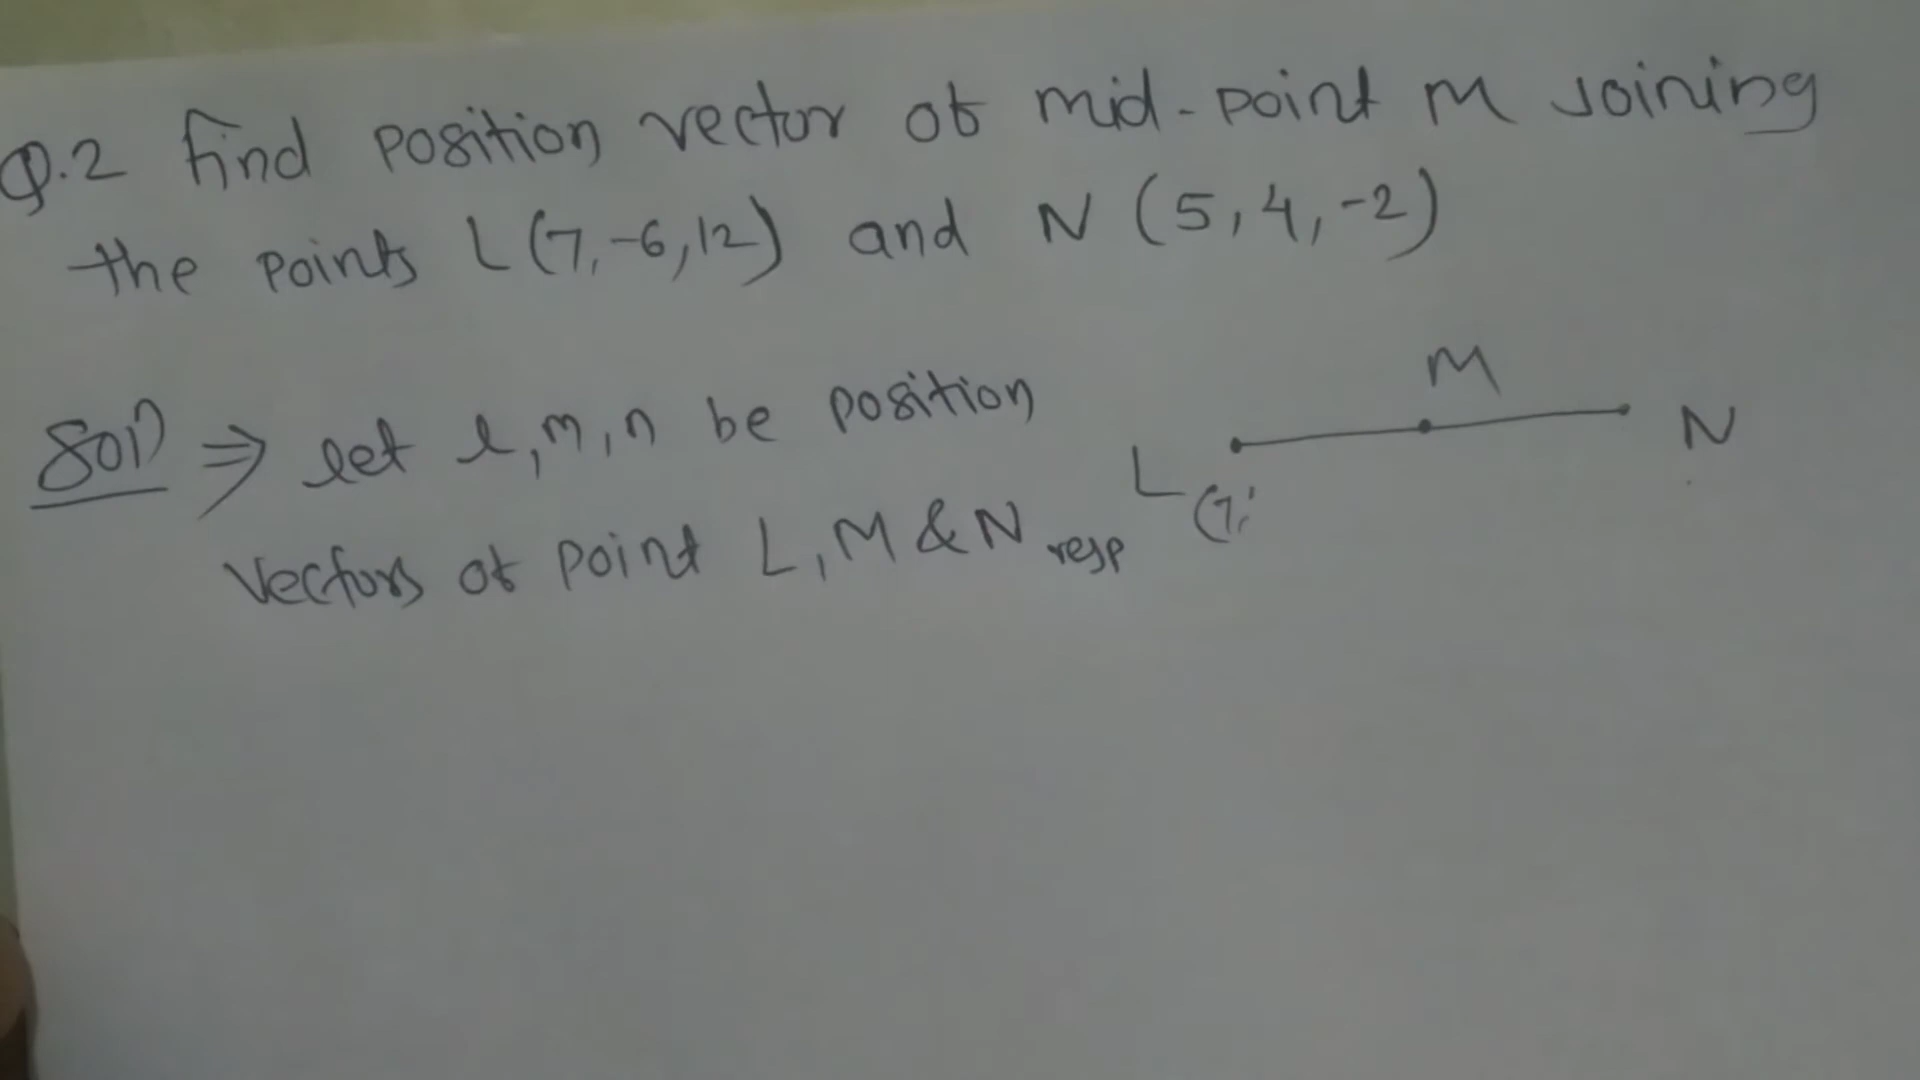 Q.2 find position vector of mid-point M Joining
the points L(7,-6,12) and N (5,4,-2)
Soln ⇒ let l,m,n be position
vectors of point L,M & N resp
M
L
N
(7,